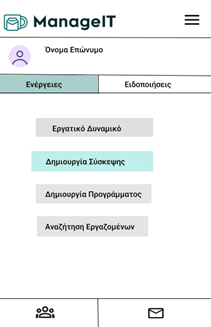 ManageIT
Όνομα Επώνυμο
Ενέργειες
Ειδοποιήσεις
Εργατικό Δυναμικό
Δημιουργία Σύσκεψης
Δημιουργία Προγράμματος
Αναζήτηση Εργαζομένων